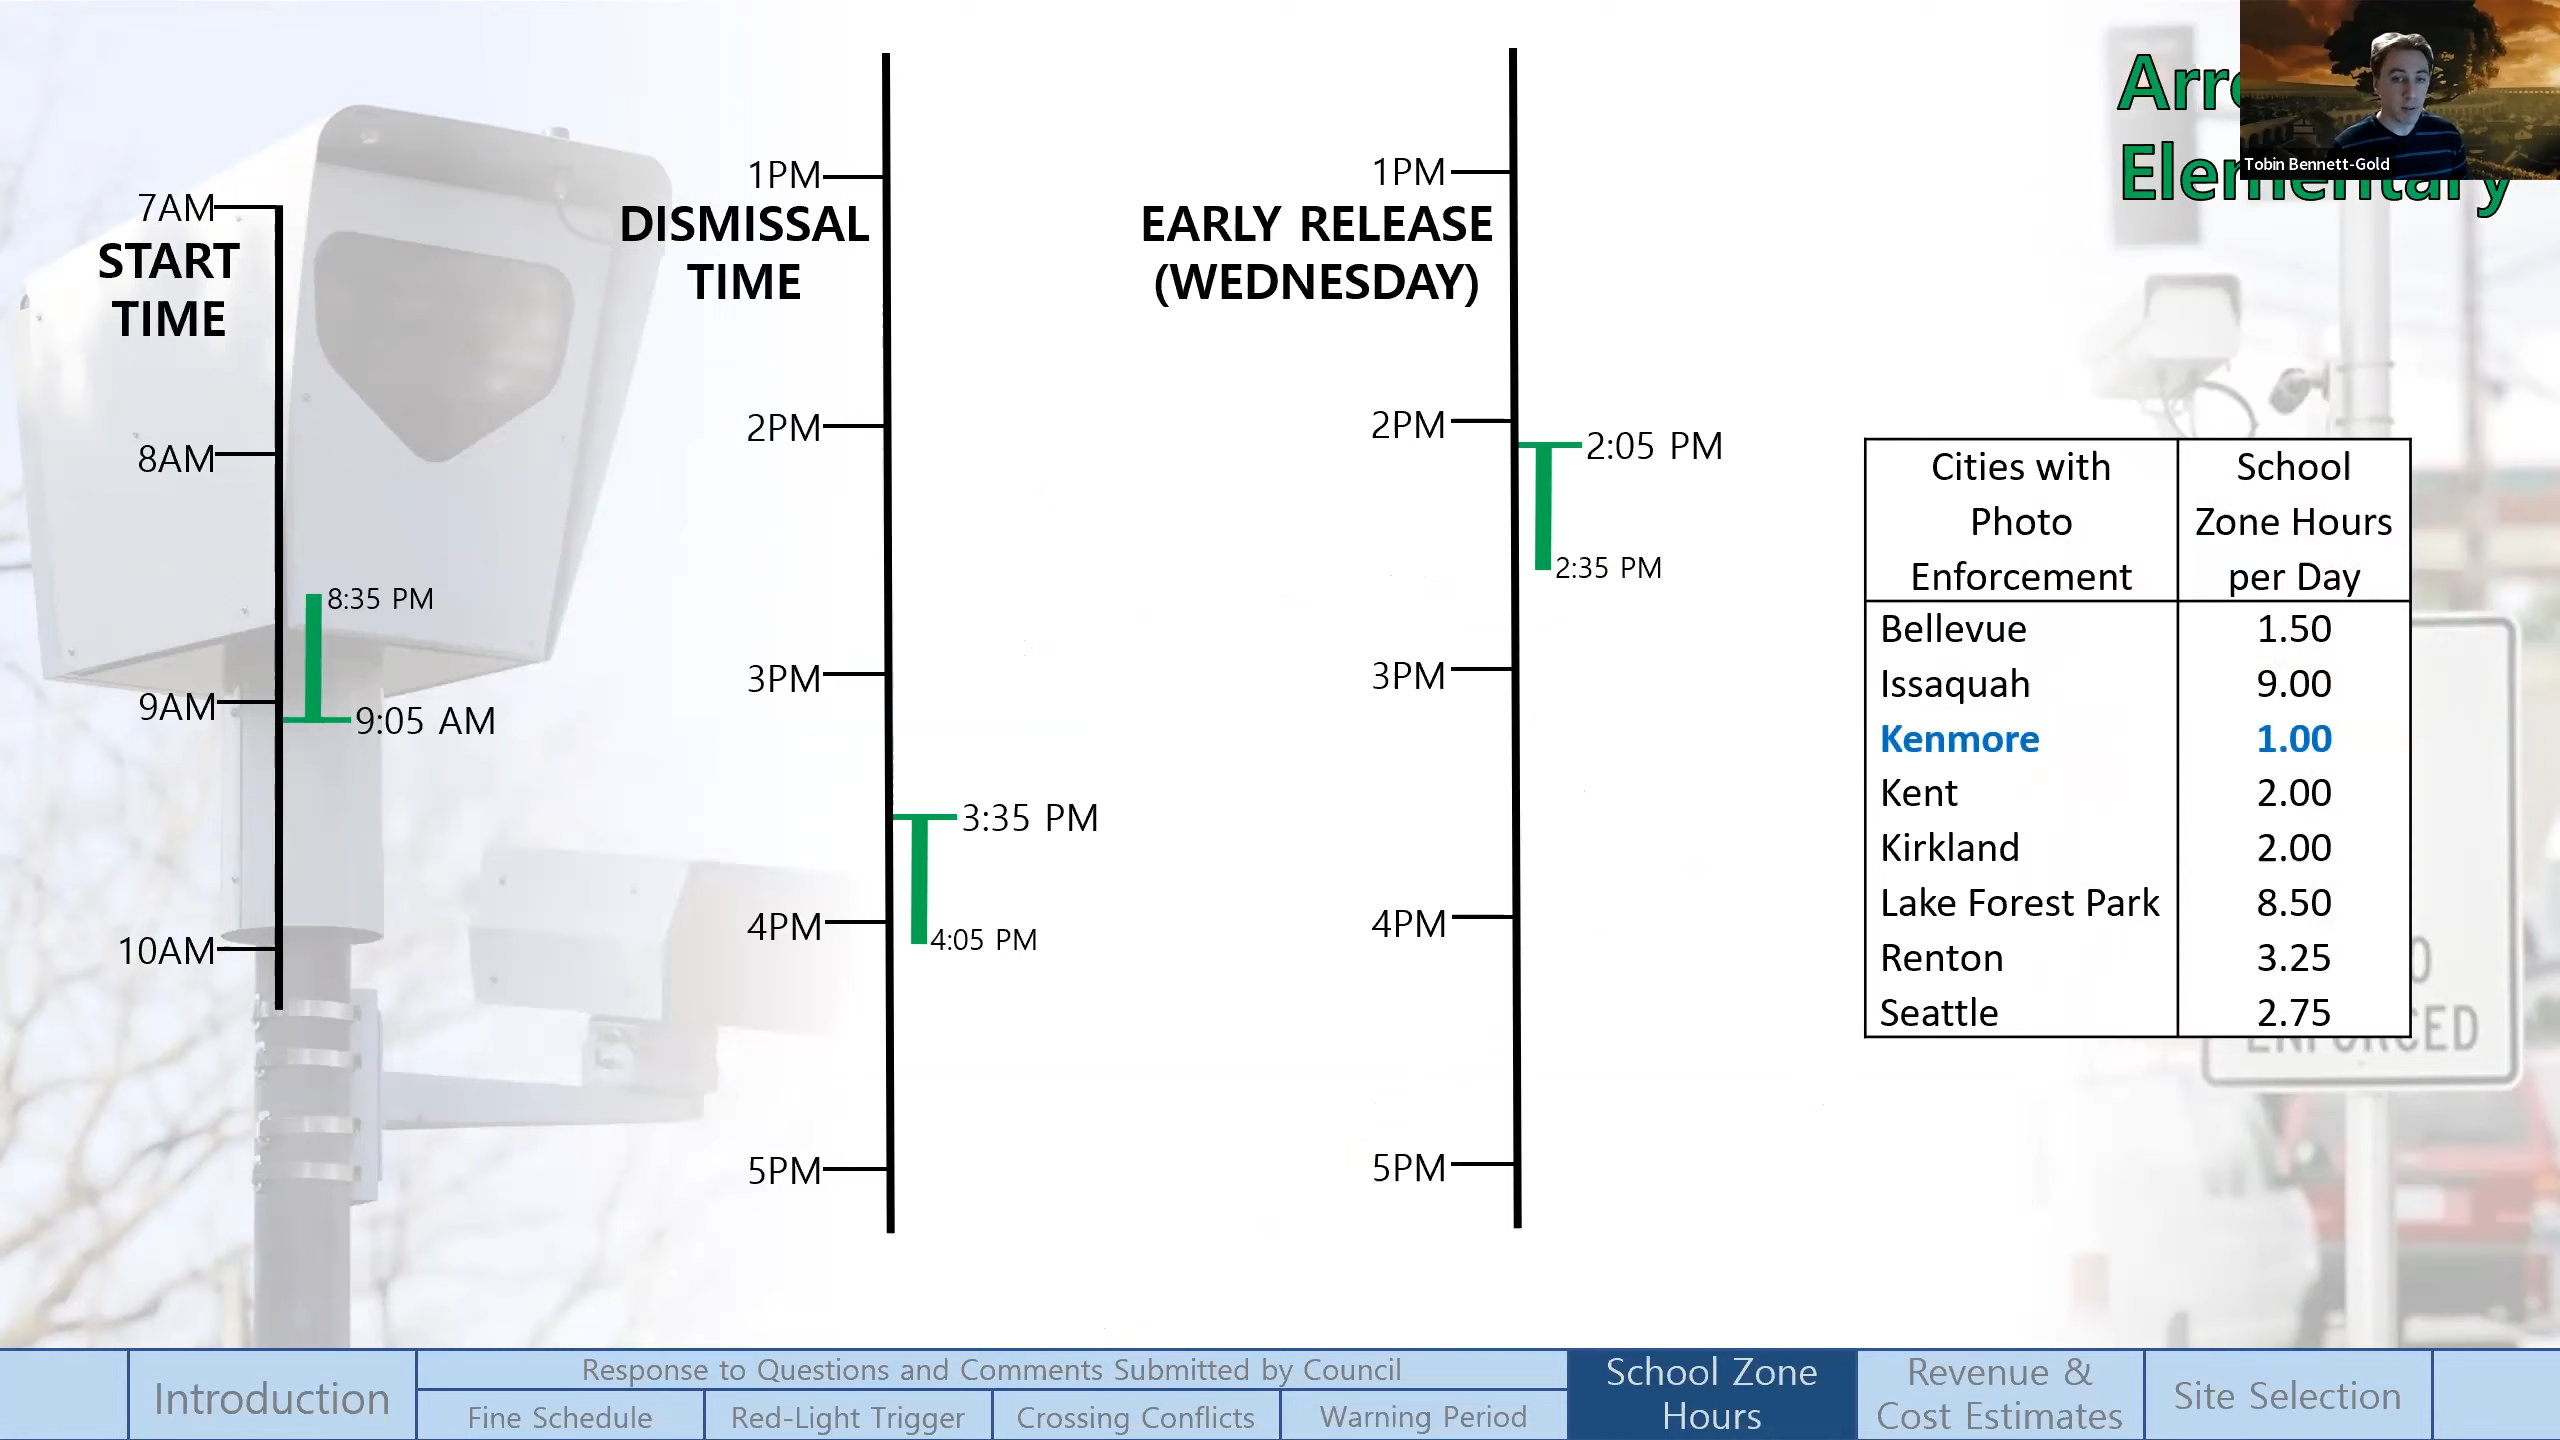 Elementary
Tobin Bennett-Gold
7AM
START
TIME
8AM
8:35 PM
9AM
9:05 AM
10AM
1PM
DISMISSAL
TIME
2PM
3PM
3:35 PM
4PM
4:05 PM
5PM
1PM
EARLY RELEASE
(WEDNESDAY)
2PM
2:05 PM
2:35 PM
3PM
4PM
5PM
Cities with Photo Enforcement School Zone Hours per Day
Bellevue 1.50
Issaquah 9.00
Kenmore 1.00
Kent 2.00
Kirkland 2.00
Lake Forest Park 8.50
Renton 3.25
Seattle 2.75
Introduction
Response to Questions and Comments Submitted by Council
Fine Schedule
Red-Light Trigger
Crossing Conflicts
Warning Period
School Zone
Hours
Revenue &
Cost Estimates
Site Selection